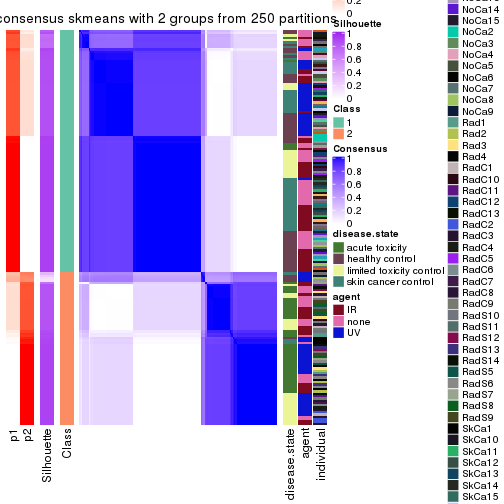 consensus skmeans with 2 groups from 250 partitions
0.2
0
Silhouette
1
0.8
0.6
0.4
0.2
0
Class
1
2
Consensus
1
0.8
0.6
0.4
0.2
0
disease.state
acute toxicity
healthy control
limited toxicity control
skin cancer control
agent
IR
none
UV
p1
p2
Silhouette
Class
disease.state
agent
individual
NoCa14
NoCa15
NoCa2
NoCa3
NoCa5
NoCa6
NoCa7
NoCa8
NoCa9
Rad1
Rad2
Rad3
Rad4
RadC1
RadC10
RadC11
RadC12
RadC13
RadC2
RadC3
RadC4
RadC5
RadC6
RadC7
RadC8
RadC9
RadS10
RadS11
RadS12
RadS13
RadS14
RadS5
RadS6
RadS7
RadS8
RadS9
SkCa1
SkCa10
SkCa11
SkCa12
SkCa13
SkCa14
SkCa15